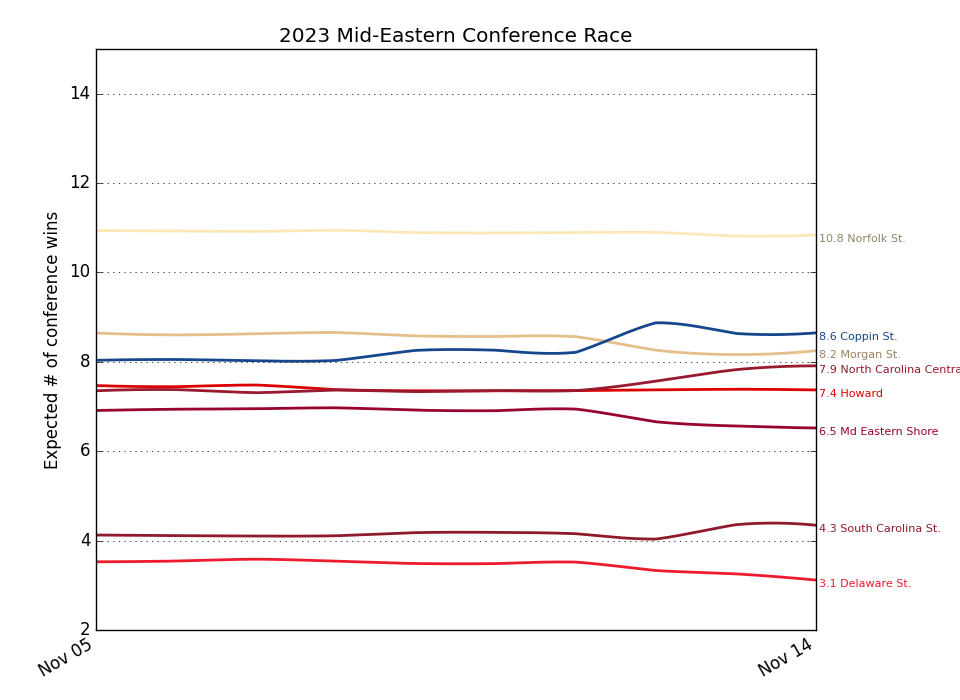 2023 Mid-Eastern Conference Race
Expected # of conference wins
14
12
10
8
6
4
2
Nov 05
Nov 14
10.8 Norfolk St.
8.6 Coppin St.
8.2 Morgan St.
7.9 North Carolina Centra
7.4 Howard
6.5 Md Eastern Shore
4.3 South Carolina St.
3.1 Delaware St.